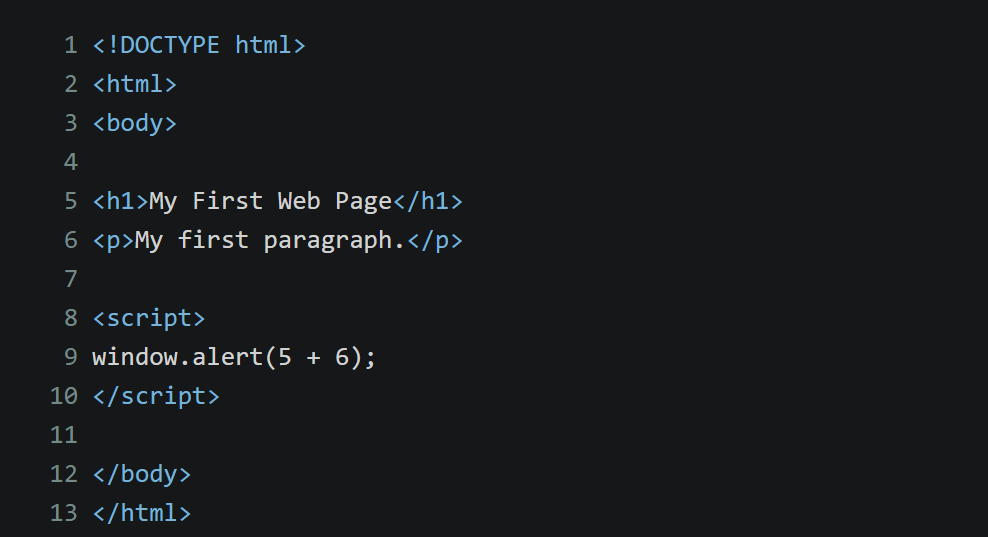 1 <!DOCTYPE html>
2 <html>
3 <body>
4
5 <h1>My First Web Page</h1>
6 <p>My first paragraph.</p>
7
8 <script>
9 window.alert(5 + 6);
10 </script>
11
12 </body>
13 </html>